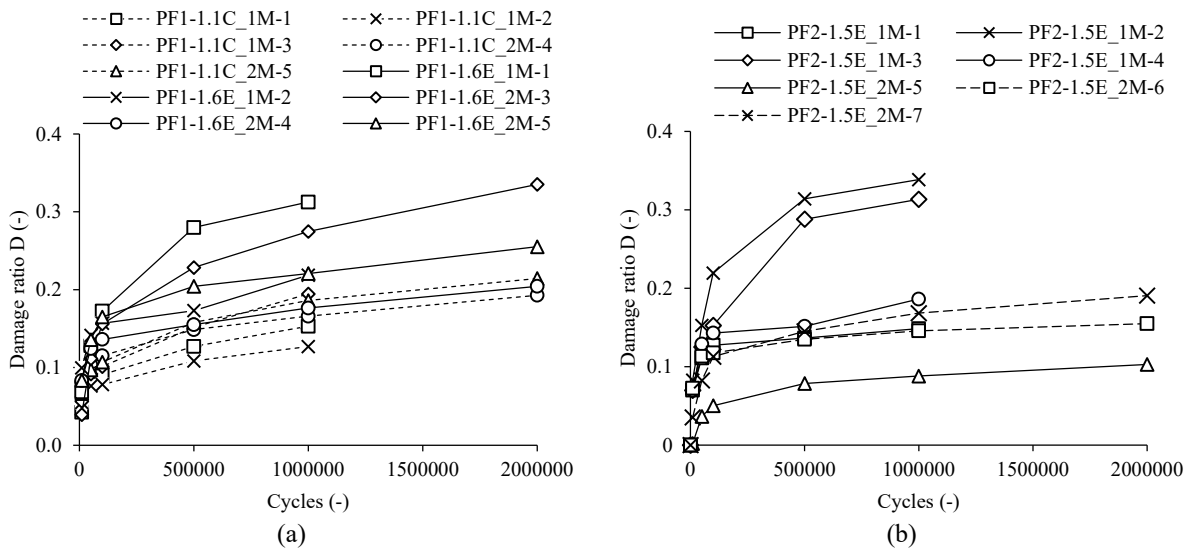 PF1-1.1C_1M-1 PF1-1.1C_1M-2
PF1-1.1C_1M-3 PF1-1.1C_2M-4
PF1-1.1C_2M-5 PF1-1.6E_1M-1
PF1-1.6E_1M-2 PF1-1.6E_2M-3
PF1-1.6E_2M-4 PF1-1.6E_2M-5
0.4
0.3
0.2
0.1
0.0
Damage ratio D (-)
0 500000 1000000 1500000 2000000
Cycles (-)
(a)
PF2-1.5E_1M-1 PF2-1.5E_1M-2
PF2-1.5E_1M-3 PF2-1.5E_1M-4
PF2-1.5E_2M-5 PF2-1.5E_2M-6
PF2-1.5E_2M-7
0.4
0.3
0.2
0.1
0.0
Damage ratio D (-)
0 500000 1000000 1500000 2000000
Cycles (-)
(b)